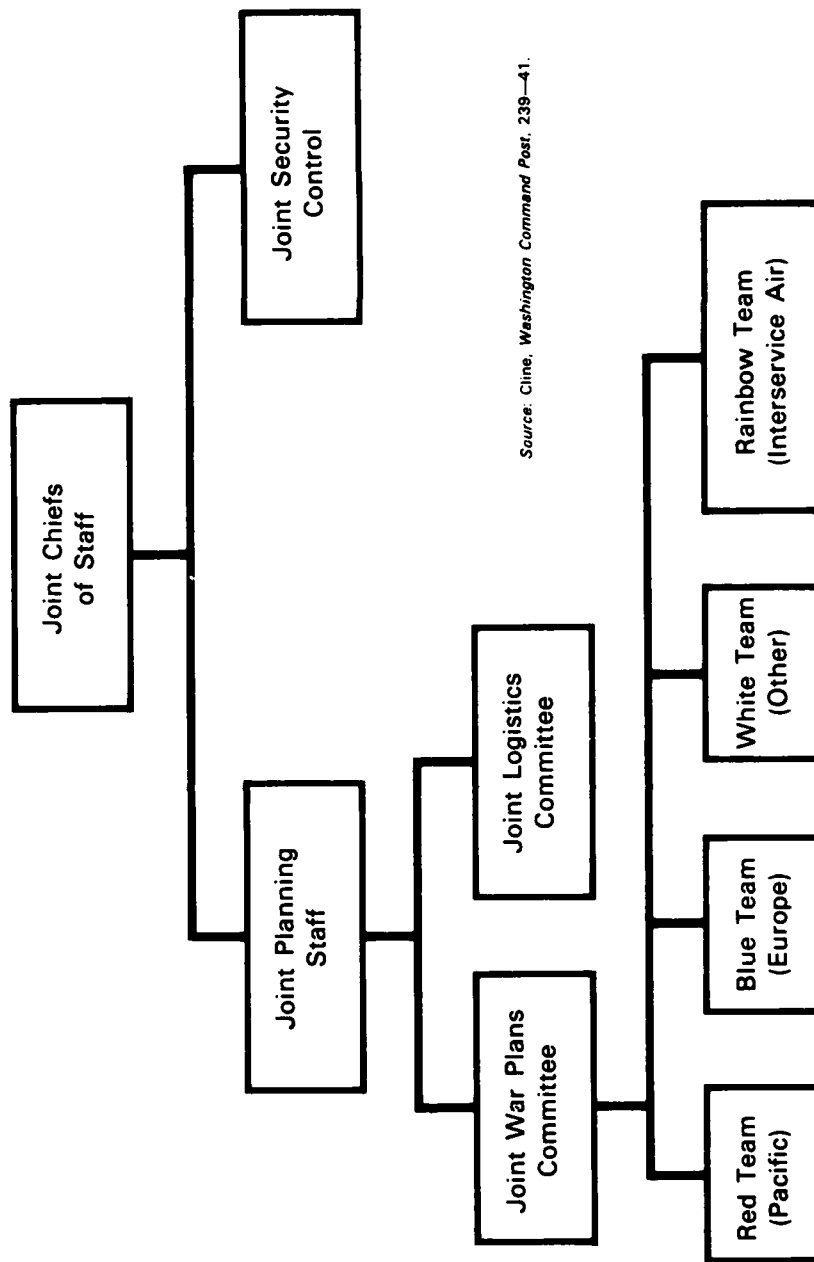 Joint Chiefs
of Staff
Joint Planning
Staff
Joint Security
Control
Joint War Plans
Committee
Joint Logistics
Committee
Source: Cline, Washington Command Post, 239—41.
Red Team
(Pacific)
Blue Team
(Europe)
White Team
(Other)
Rainbow Team
(Interservice Air)